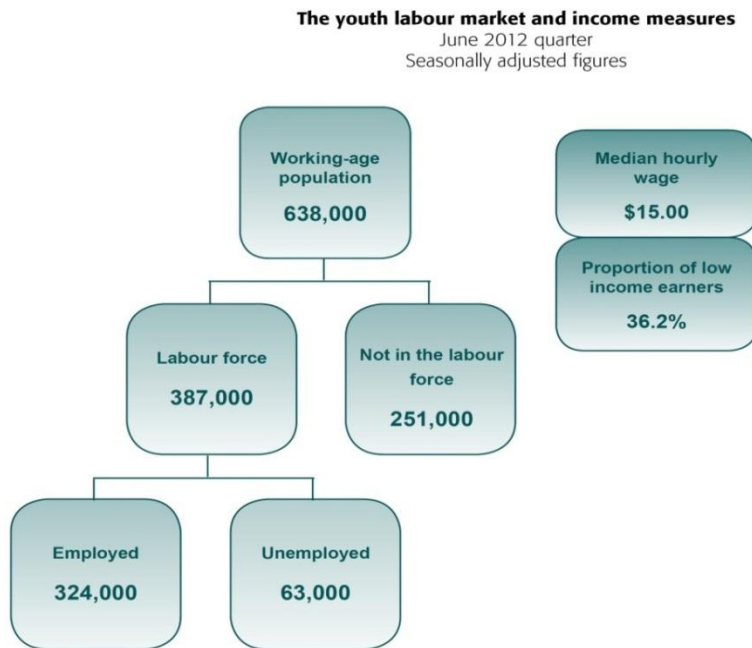 The youth labour market and income measures
June 2012 quarter
Seasonally adjusted figures
Working-age
population
638,000
Median hourly
wage
$15.00
Proportion of low
income earners
36.2%
Labour force
387,000
Not in the labour
force
251,000
Employed
324,000
Unemployed
63,000